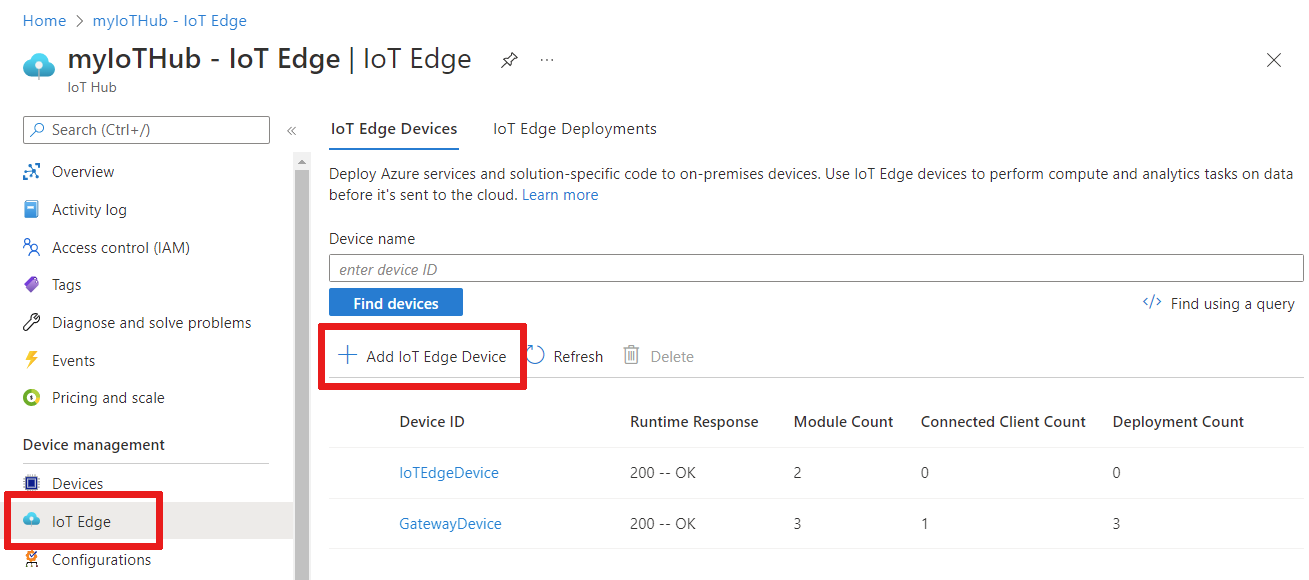 Home > myIoTHub - IoT Edge
myIoTHub - IoT Edge | IoT Edge
IoT Hub
Search (Ctrl+/)
Overview
Activity log
Access control (IAM)
Tags
Diagnose and solve problems
Events
Pricing and scale
Device management
Devices
IoT Edge
Configurations
IoT Edge Devices IoT Edge Deployments
Deploy Azure services and solution-specific code to on-premises devices. Use IoT Edge devices to perform compute and analytics tasks on data
before it's sent to the cloud. Learn more
Device name
enter device ID
Find devices </> Find using a query
+ Add IoT Edge Device Refresh Delete
Device ID Runtime Response Module Count Connected Client Count Deployment Count
IoTEdgeDevice 200 -- OK 2 0 0
GatewayDevice 200 -- OK 3 1 3